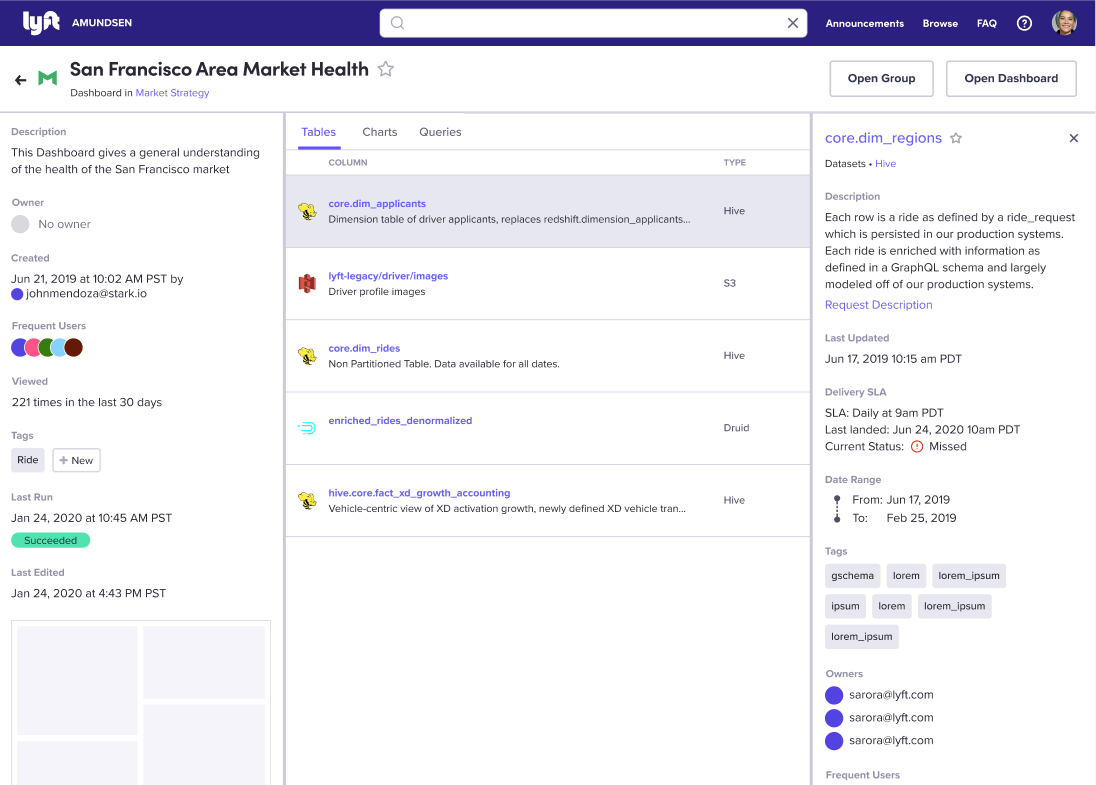 lyft AMUNDSEN
Announcements Browse FAQ ?
San Francisco Area Market Health
Dashboard in Market Strategy
Open Group
Open Dashboard
Description
This Dashboard gives a general understanding
of the health of the San Francisco market
Owner
No owner
Created
Jun 21, 2019 at 10:02 AM PST by
johnmendoza@stark.io
Frequent Users
Viewed
221 times in the last 30 days
Tags
Ride + New
Last Run
Jan 24, 2020 at 10:45 AM PST
Succeeded
Last Edited
Jan 24, 2020 at 4:43 PM PST
Tables Charts Queries
COLUMN TYPE
core.dim_applicants
Dimension table of driver applicants, replaces redshift.dimension_applicants...
Hive
lyft-legacy/driver/images
Driver profile images
S3
core.dim_rides
Non Partitioned Table. Data available for all dates.
Hive
enriched_rides_denormalized
Druid
hive.core.fact_xd_growth_accounting
Vehicle-centric view of XD activation growth, newly defined XD vehicle tran...
Hive
core.dim_regions
Datasets • Hive
Description
Each row is a ride as defined by a ride_request
which is persisted in our production systems.
Each ride is enriched with information as
defined in a GraphQL schema and largely
modeled off of our production systems.
Request Description
Last Updated
Jun 17, 2019 10:15 am PDT
Delivery SLA
SLA: Daily at 9am PDT
Last landed: Jun 24, 2020 10am PDT
Current Status: ! Missed
Date Range
From: Jun 17, 2019
To: Feb 25, 2019
Tags
gschema lorem lorem_ipsum
ipsum lorem lorem_ipsum
lorem_ipsum
Owners
sarora@lyft.com
sarora@lyft.com
sarora@lyft.com
Frequent Users